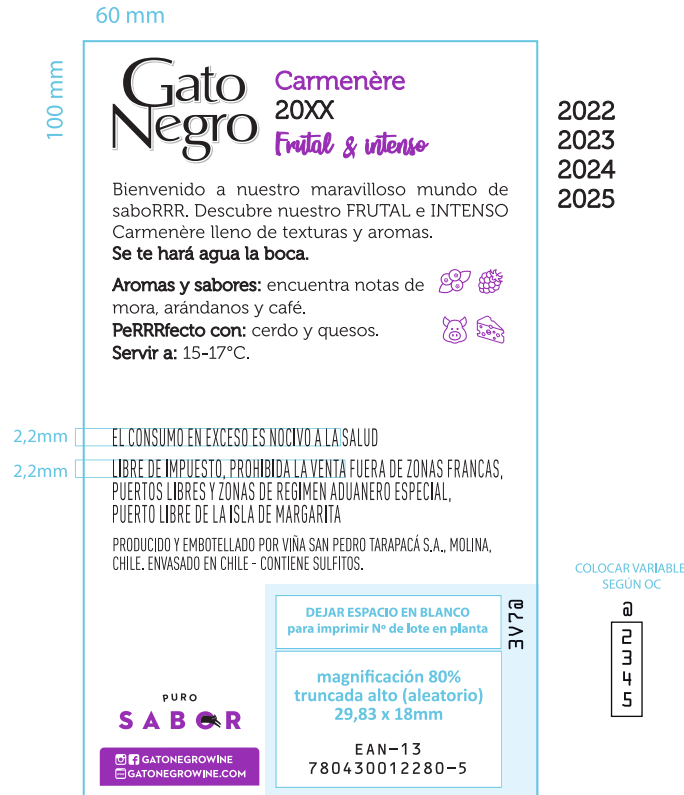 60 mm
100 mm
Gato
Negro
Carmenère
20XX
Frutal & intenso
2022
2023
2024
2025
Bienvenido a nuestro maravilloso mundo de
saboRRR. Descubre nuestro FRUTAL e INTENSO
Carmenère lleno de texturas y aromas.
Se te hará agua la boca.
Aromas y sabores: encuentra notas de
mora, arándanos y café.
PeRRRfecto con: cerdo y quesos.
Servir a: 15-17°C.
2,2mm
EL CONSUMO EN EXCESO ES NOCIVO A LA SALUD
2,2mm
LIBRE DE IMPUESTO, PROHIBIDA LA VENTA FUERA DE ZONAS FRANCAS,
PUERTOS LIBRES Y ZONAS DE REGIMEN ADUANERO ESPECIAL,
PUERTO LIBRE DE LA ISLA DE MARGARITA
PRODUCIDO Y EMBOTELLADO POR VIÑA SAN PEDRO TARAPACÁ S.A., MOLINA,
CHILE. ENVASADO EN CHILE - CONTIENE SULFITOS.
COLOCAR VARIABLE
SEGÚN OC
@
2
3
4
5
DEJAR ESPACIO EN BLANCO
para imprimir Nº de lote en planta
3V7@
magnificación 80%
truncada alto (aleatorio)
29,83 x 18mm
EAN-13
780430012280-5
PURO
SABOR
GATONEGROWINE
GATONEGROWINE.COM